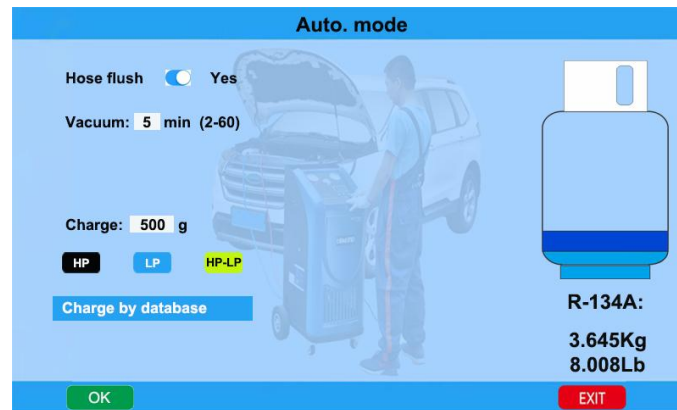 Auto. mode
Hose flush Yes
Vacuum: 5 min (2-60)
Charge: 500 g
HP LP HP-LP
Charge by database
R-134A:
3.645Kg
8.008Lb
OK EXIT